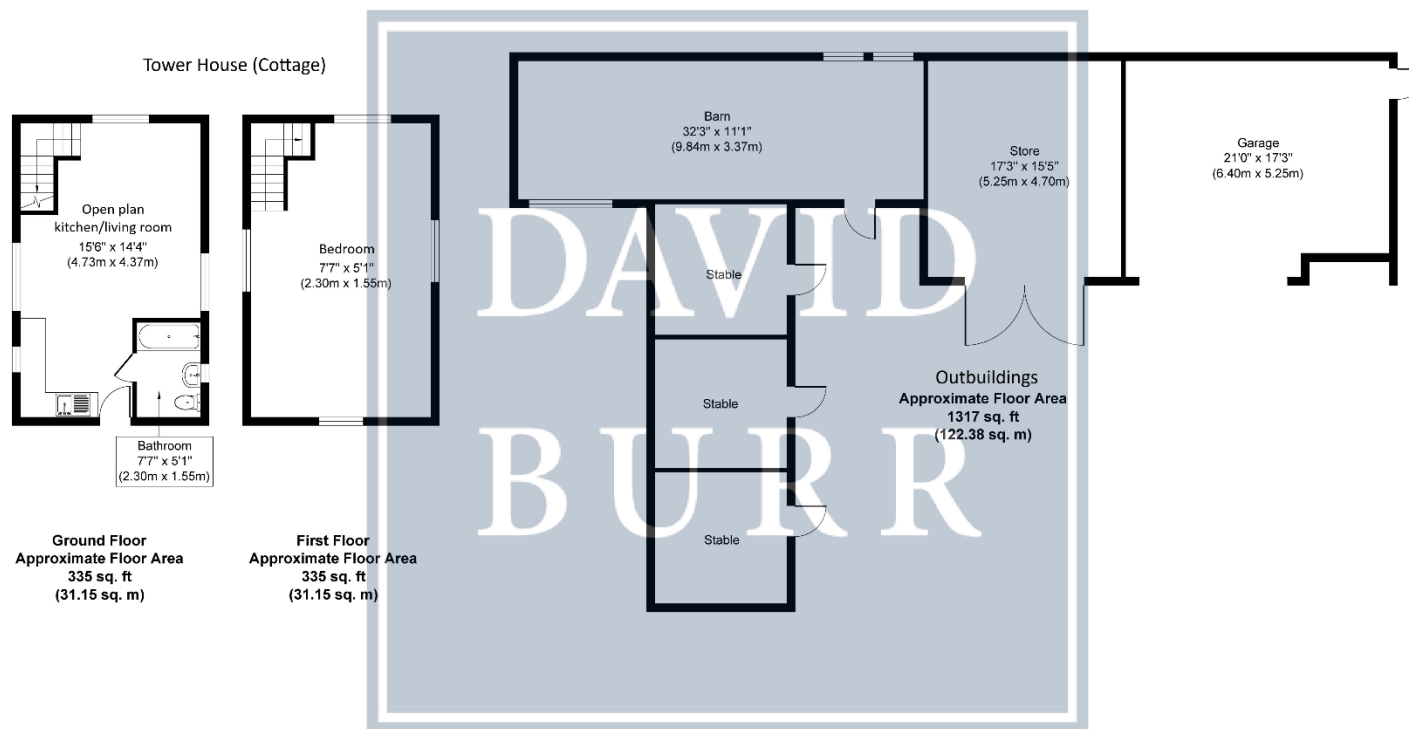 Tower House (Cottage)
Open plan
kitchen/living room
15'6" x 14'4"
(4.73m x 4.37m)
Bathroom
7'7" x 5'1"
(2.30m x 1.55m)
Ground Floor
Approximate Floor Area
335 sq. ft
(31.15 sq. m)
Bedroom
7'7" x 5'1"
(2.30m x 1.55m)
First Floor
Approximate Floor Area
335 sq. ft
(31.15 sq. m)
Barn
32'3" x 11'1"
(9.84m x 3.37m)
Store
17'3" x 15'5"
(5.25m x 4.70m)
Garage
21'0" x 17'3"
(6.40m x 5.25m)
Stable
Stable
Stable
Outbuildings
Approximate Floor Area
1317 sq. ft
(122.38 sq. m)
DAVID
BURR